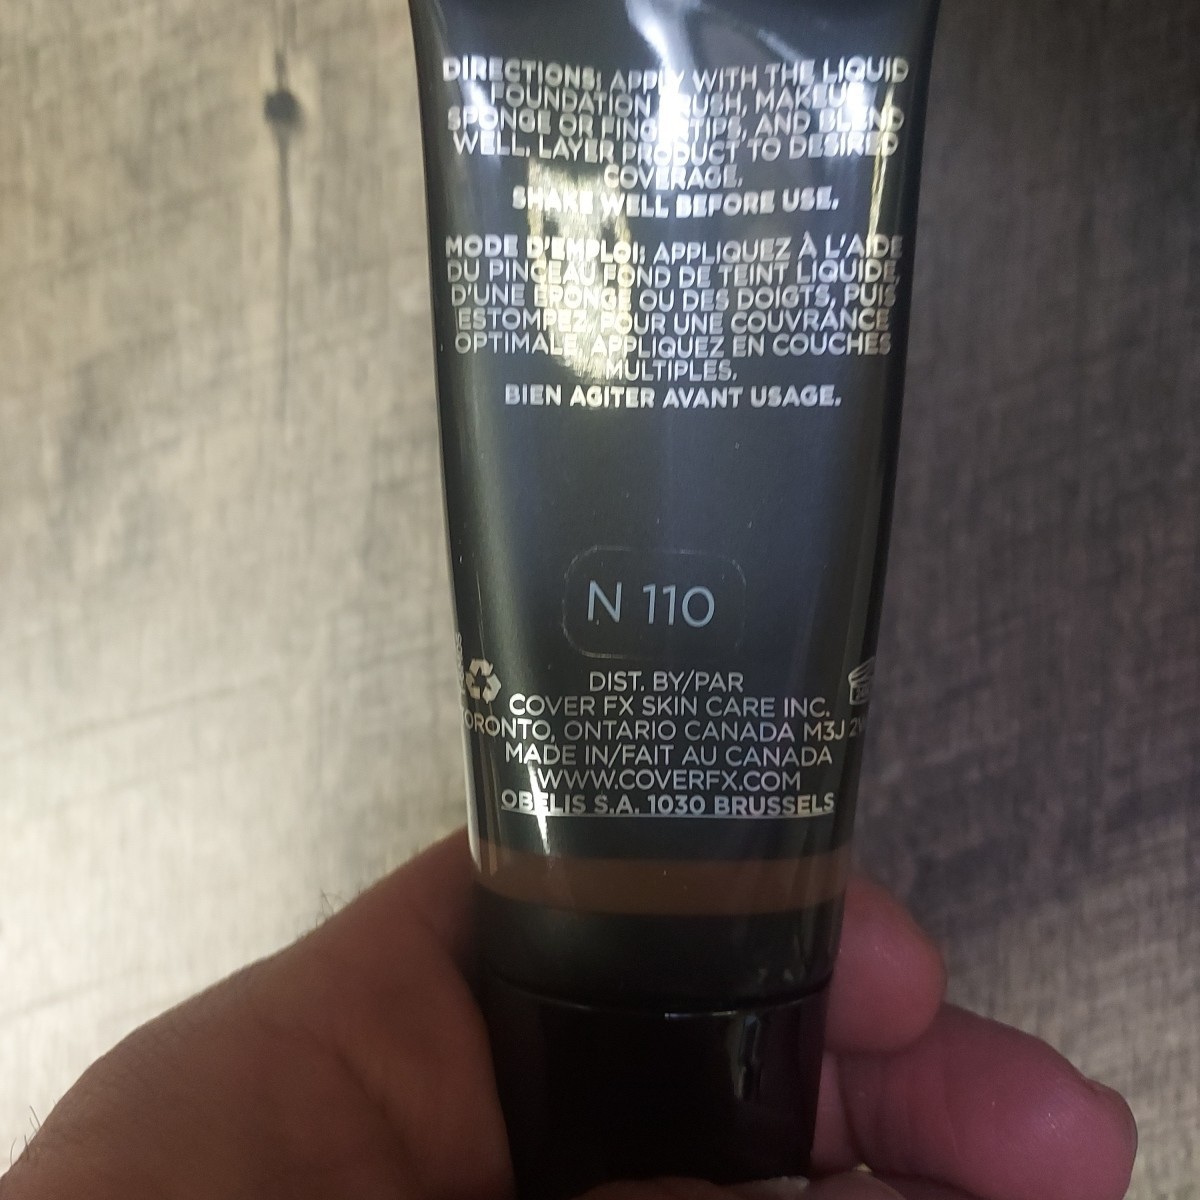 DIRECTIONS: APPLY WITH THE LIQUID
FOUNDATION BRUSH, MAKEUP
SPONGE OR FINGERTIPS, AND BLEND
WELL, LAYER PRODUCT TO DESIRED
COVERAGE.
SHAKE WELL BEFORE USE.
MODE D'EMPLOI: APPLIQUEZ À L'AIDE
DU PINCEAU FOND DE TEINT LIQUIDE,
D'UNE ÉPONGE OU DES DOIGTS, PUIS
ESTOMPEZ. POUR UNE COUVRANCE
OPTIMALE, APPLIQUEZ EN COUCHES
MULTIPLES.
BIEN AGITER AVANT USAGE.
N 110
DIST. BY/PAR
COVER FX SKIN CARE INC.
TORONTO, ONTARIO CANADA M3J
MADE IN/FAIT AU CANADA
WWW.COVERFX.COM
OBELIS S.A. 1030 BRUSSELS